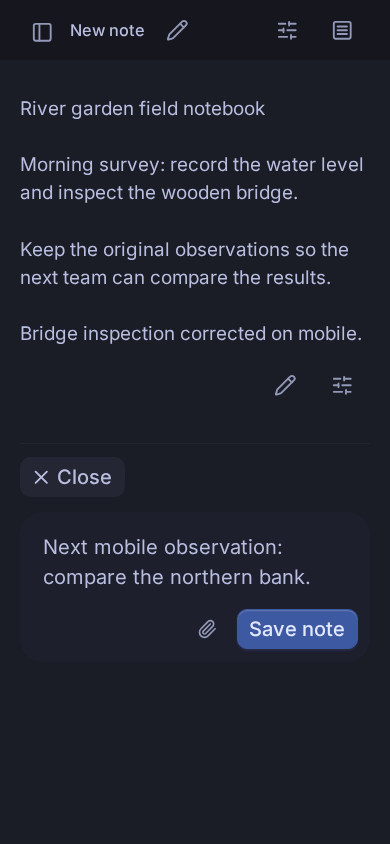 New note
River garden field notebook
Morning survey: record the water level
and inspect the wooden bridge.
Keep the original observations so the
next team can compare the results.
Bridge inspection corrected on mobile.
Close
Next mobile observation:
compare the northern bank.
Save note